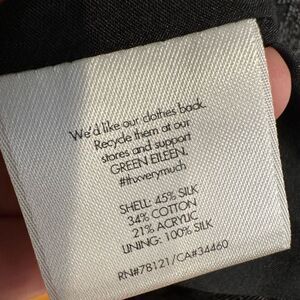 We'd like our clothes back.
Recycle them at our
stores and support
GREEN EILEEN.
#thxverymuch
SHELL: 45% SILK
34% COTTON
21% ACRYLIC
LINING: 100% SILK
RN#78121/CA#34460